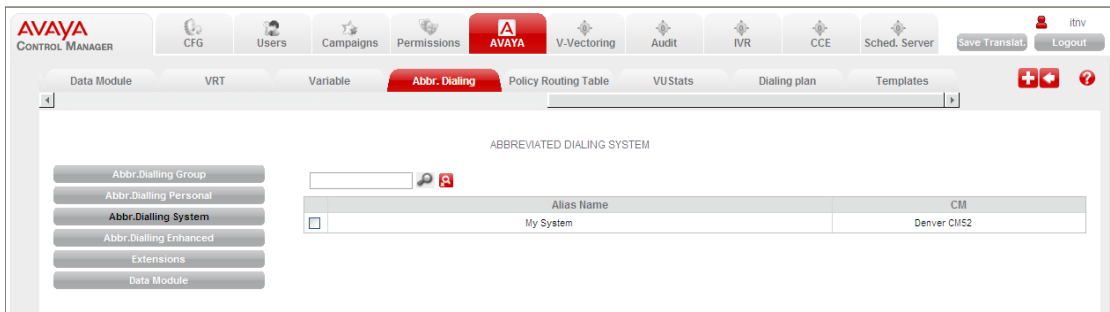 AVAYA
CONTROL MANAGER
CFG Users Campaigns Permissions AVAYA V-Vectoring Audit IVR CCE Sched. Server
itnv
Save Translat. Logout
Data Module VRT Variable Abbr. Dialing Policy Routing Table VUStats Dialing plan Templates
ABBREVIATED DIALING SYSTEM
Abbr.Dialling Group
Abbr.Dialling Personal
Abbr.Dialling System
Abbr.Dialling Enhanced
Extensions
Data Module
Alias Name CM
My System Denver CM52